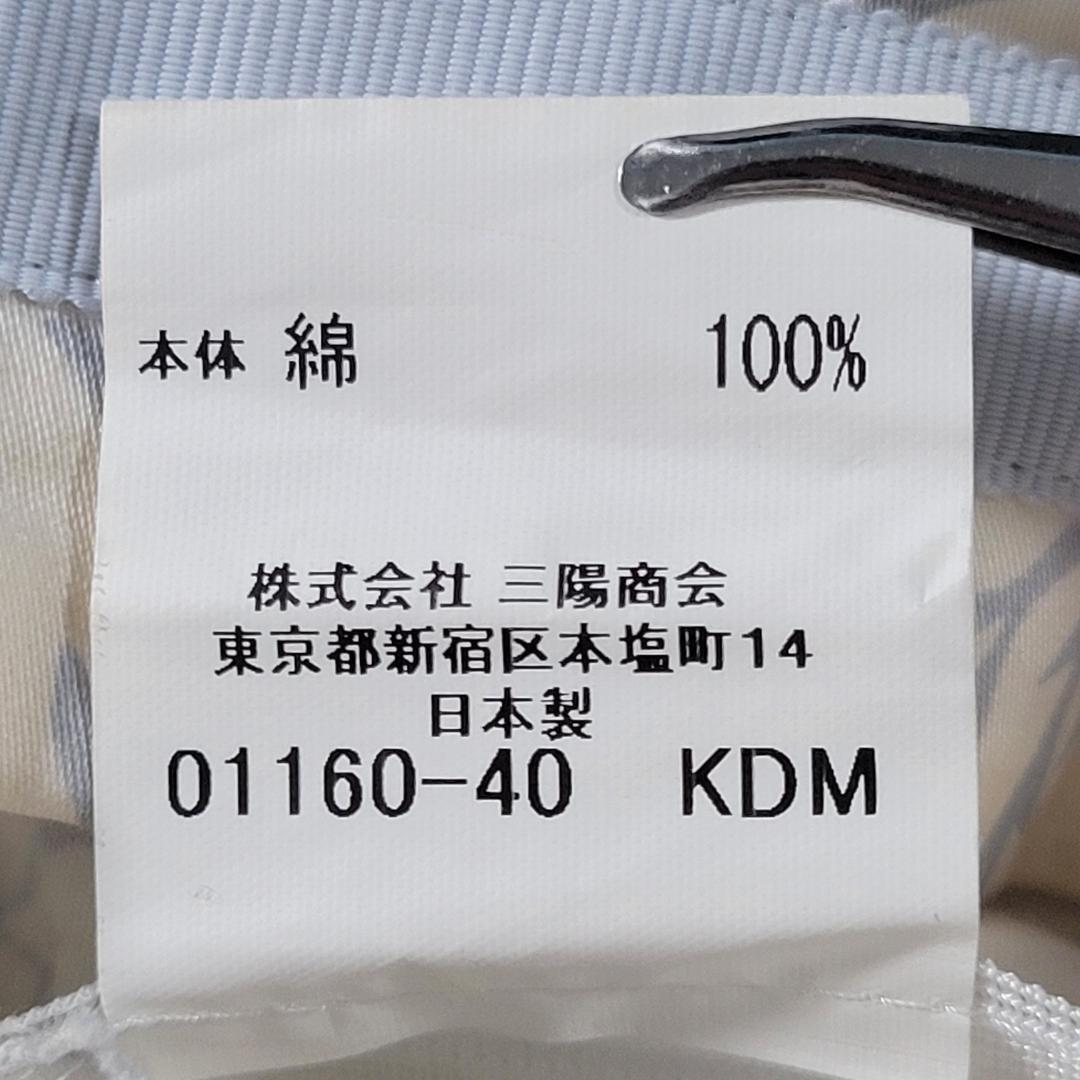 本体 綿 100%
株式会社 三陽商会
東京都新宿区本塩町14
日本製
01160-40 KDM